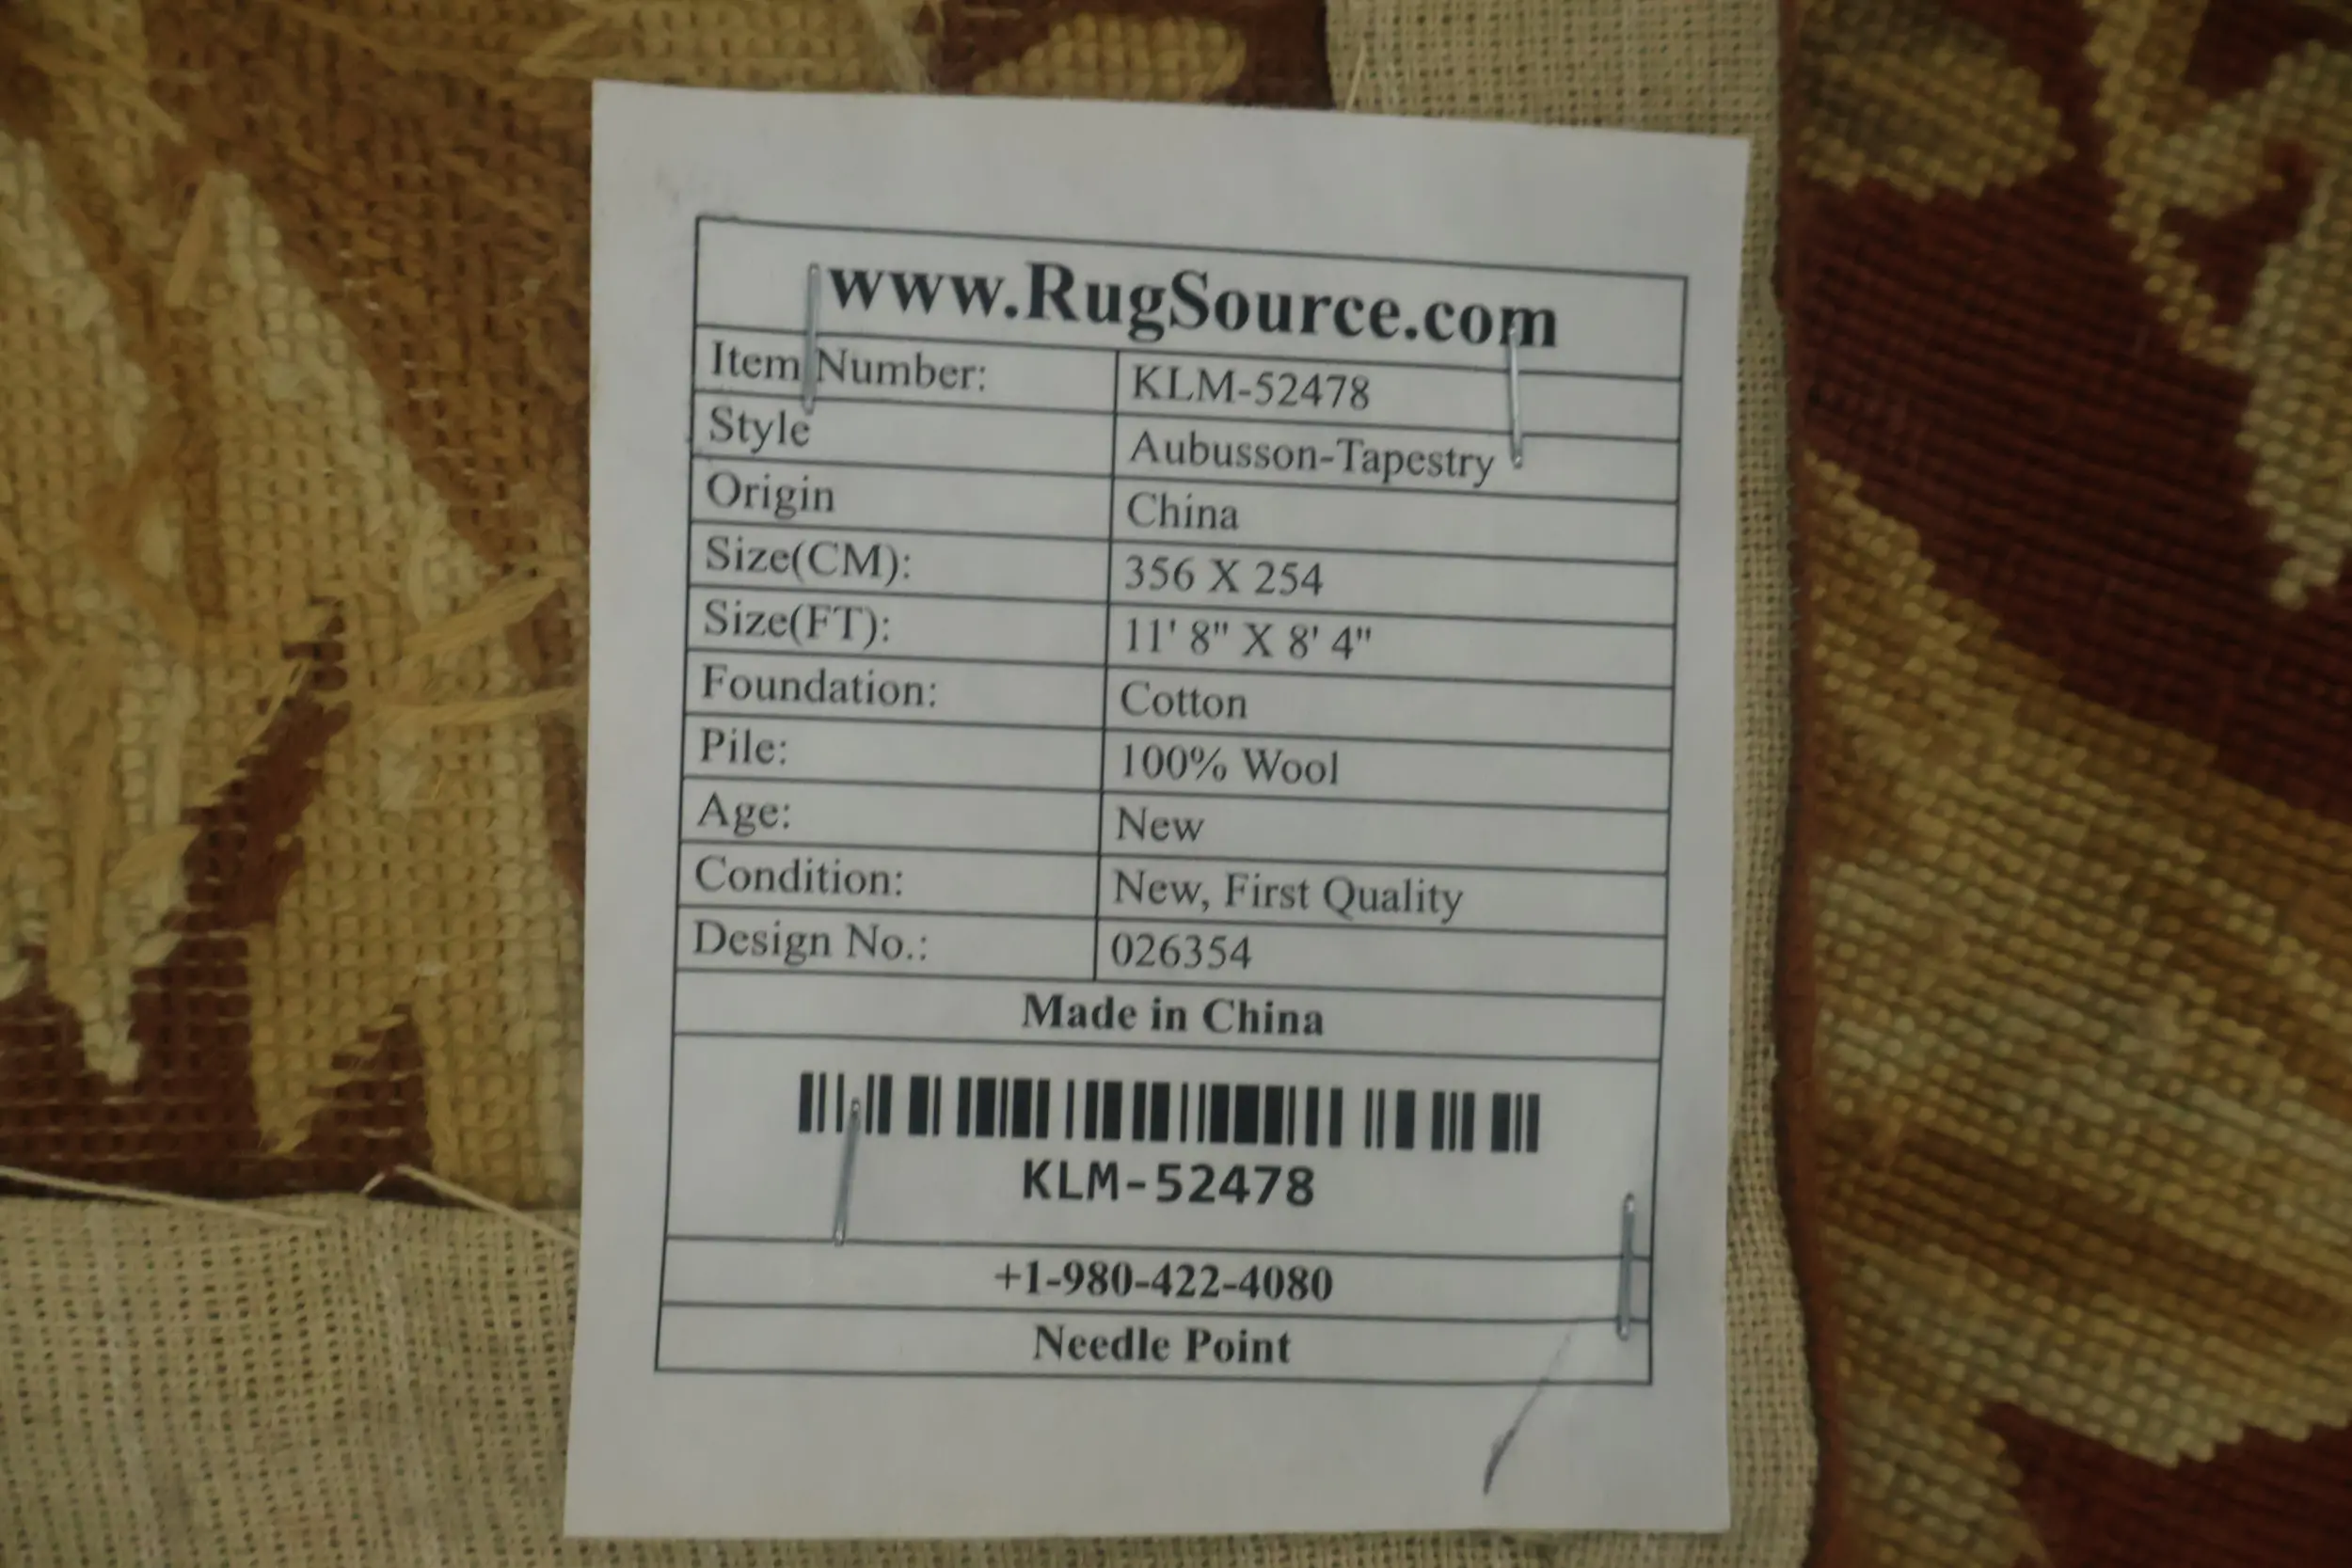 www.RugSource.com
Item Number: KLM-52478
Style Aubusson-Tapestry
Origin China
Size(CM): 356 X 254
Size(FT): 11' 8" X 8' 4"
Foundation: Cotton
Pile: 100% Wool
Age: New
Condition: New, First Quality
Design No.: 026354
Made in China
KLM-52478
+1-980-422-4080
Needle Point